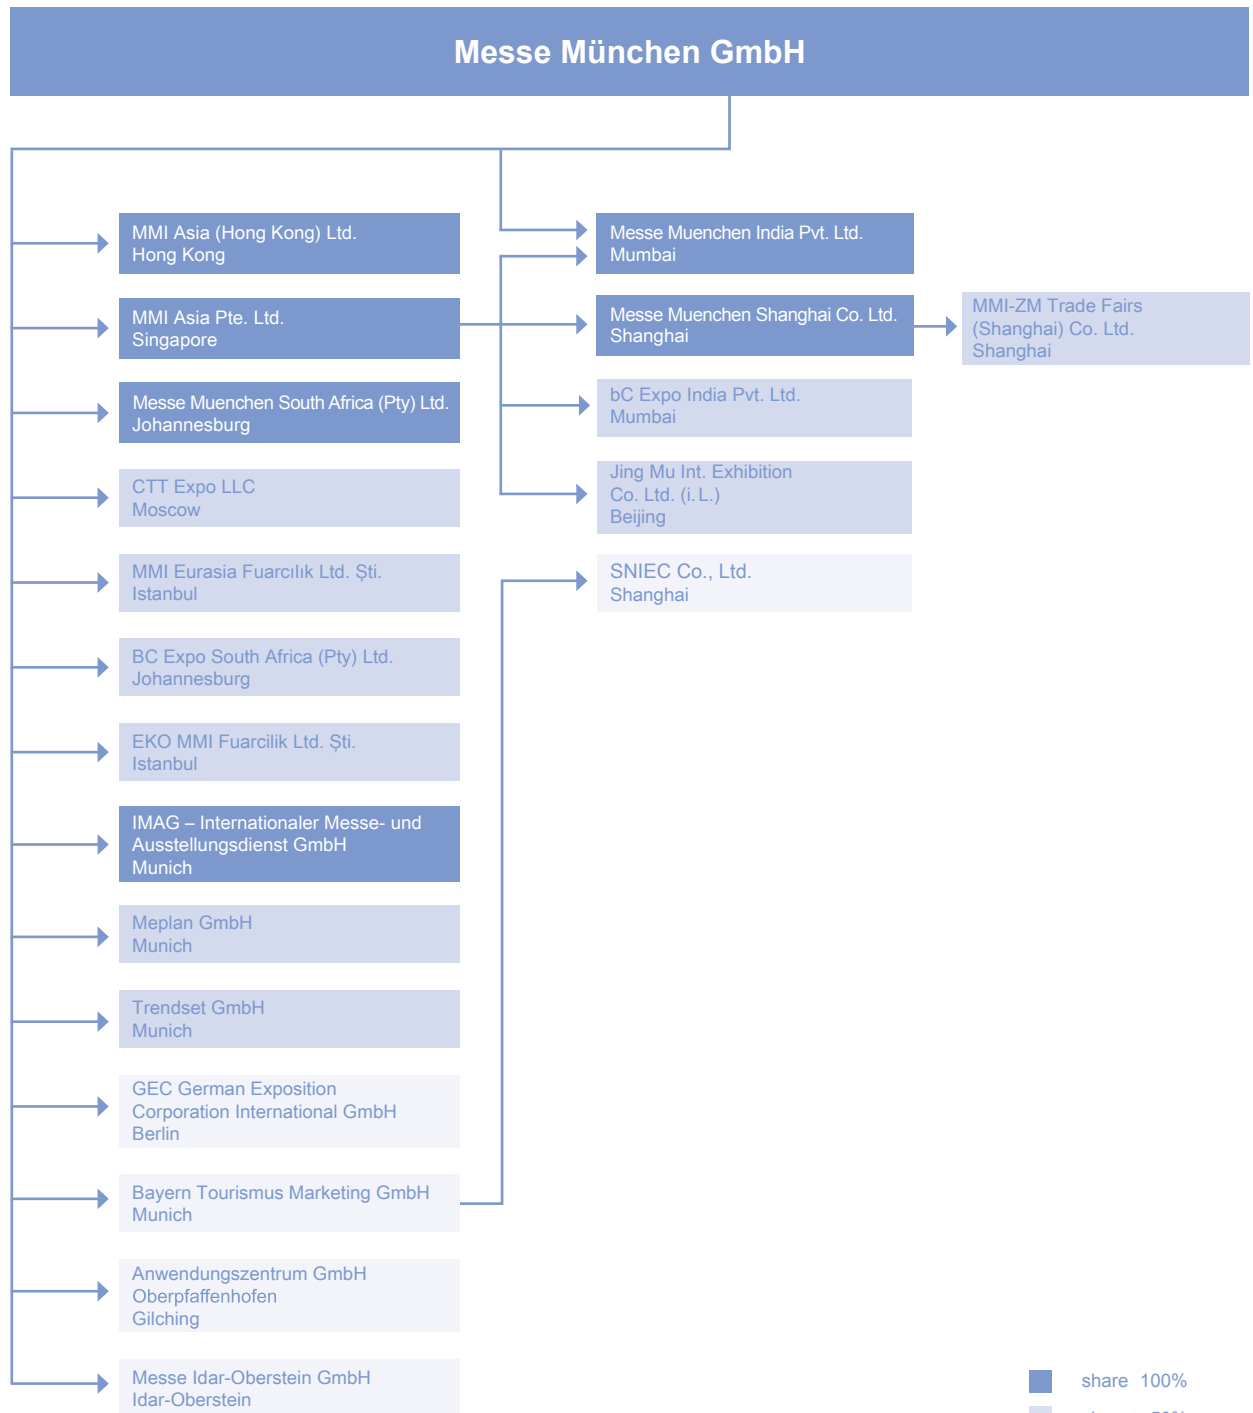 Messe München GmbH
MMI Asia (Hong Kong) Ltd.
Hong Kong
MMI Asia Pte. Ltd.
Singapore
Messe Muenchen South Africa (Pty) Ltd.
Johannesburg
CTT Expo LLC
Moscow
MMI Eurasia Fuarcılık Ltd. Şti.
Istanbul
BC Expo South Africa (Pty) Ltd.
Johannesburg
EKO MMI Fuarcilik Ltd. Şti.
Istanbul
IMAG – Internationaler Messe- und
Ausstellungsdienst GmbH
Munich
Meplan GmbH
Munich
Trendset GmbH
Munich
GEC German Exposition
Corporation International GmbH
Berlin
Bayern Tourismus Marketing GmbH
Munich
Anwendungszentrum GmbH
Oberpfaffenhofen
Gilching
Messe Idar-Oberstein GmbH
Idar-Oberstein
Messe Muenchen India Pvt. Ltd.
Mumbai
Messe Muenchen Shanghai Co. Ltd.
Shanghai
bC Expo India Pvt. Ltd.
Mumbai
Jing Mu Int. Exhibition
Co. Ltd. (i. L.)
Beijing
SNIEC Co., Ltd.
Shanghai
MMI-ZM Trade Fairs
(Shanghai) Co. Ltd.
Shanghai
share 100%